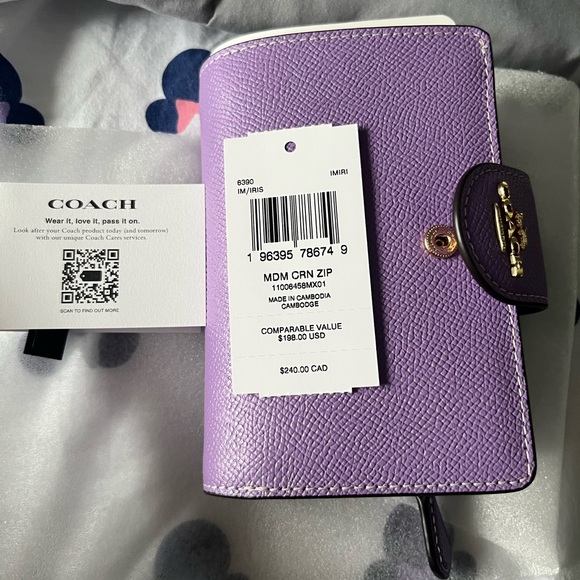 COACH
Wear it, love it, pass it on.
Look after your Coach product today (and tomorrow)
with our unique Coach Cares services.
SCAN TO FIND OUT MORE
6390 IMIRI
IM/IRIS
1 96395 78674 9
MDM CRN ZIP
11006458MX01
MADE IN CAMBODIA
CAMBODGE
COMPARABLE VALUE
$198.00 USD
$240.00 CAD